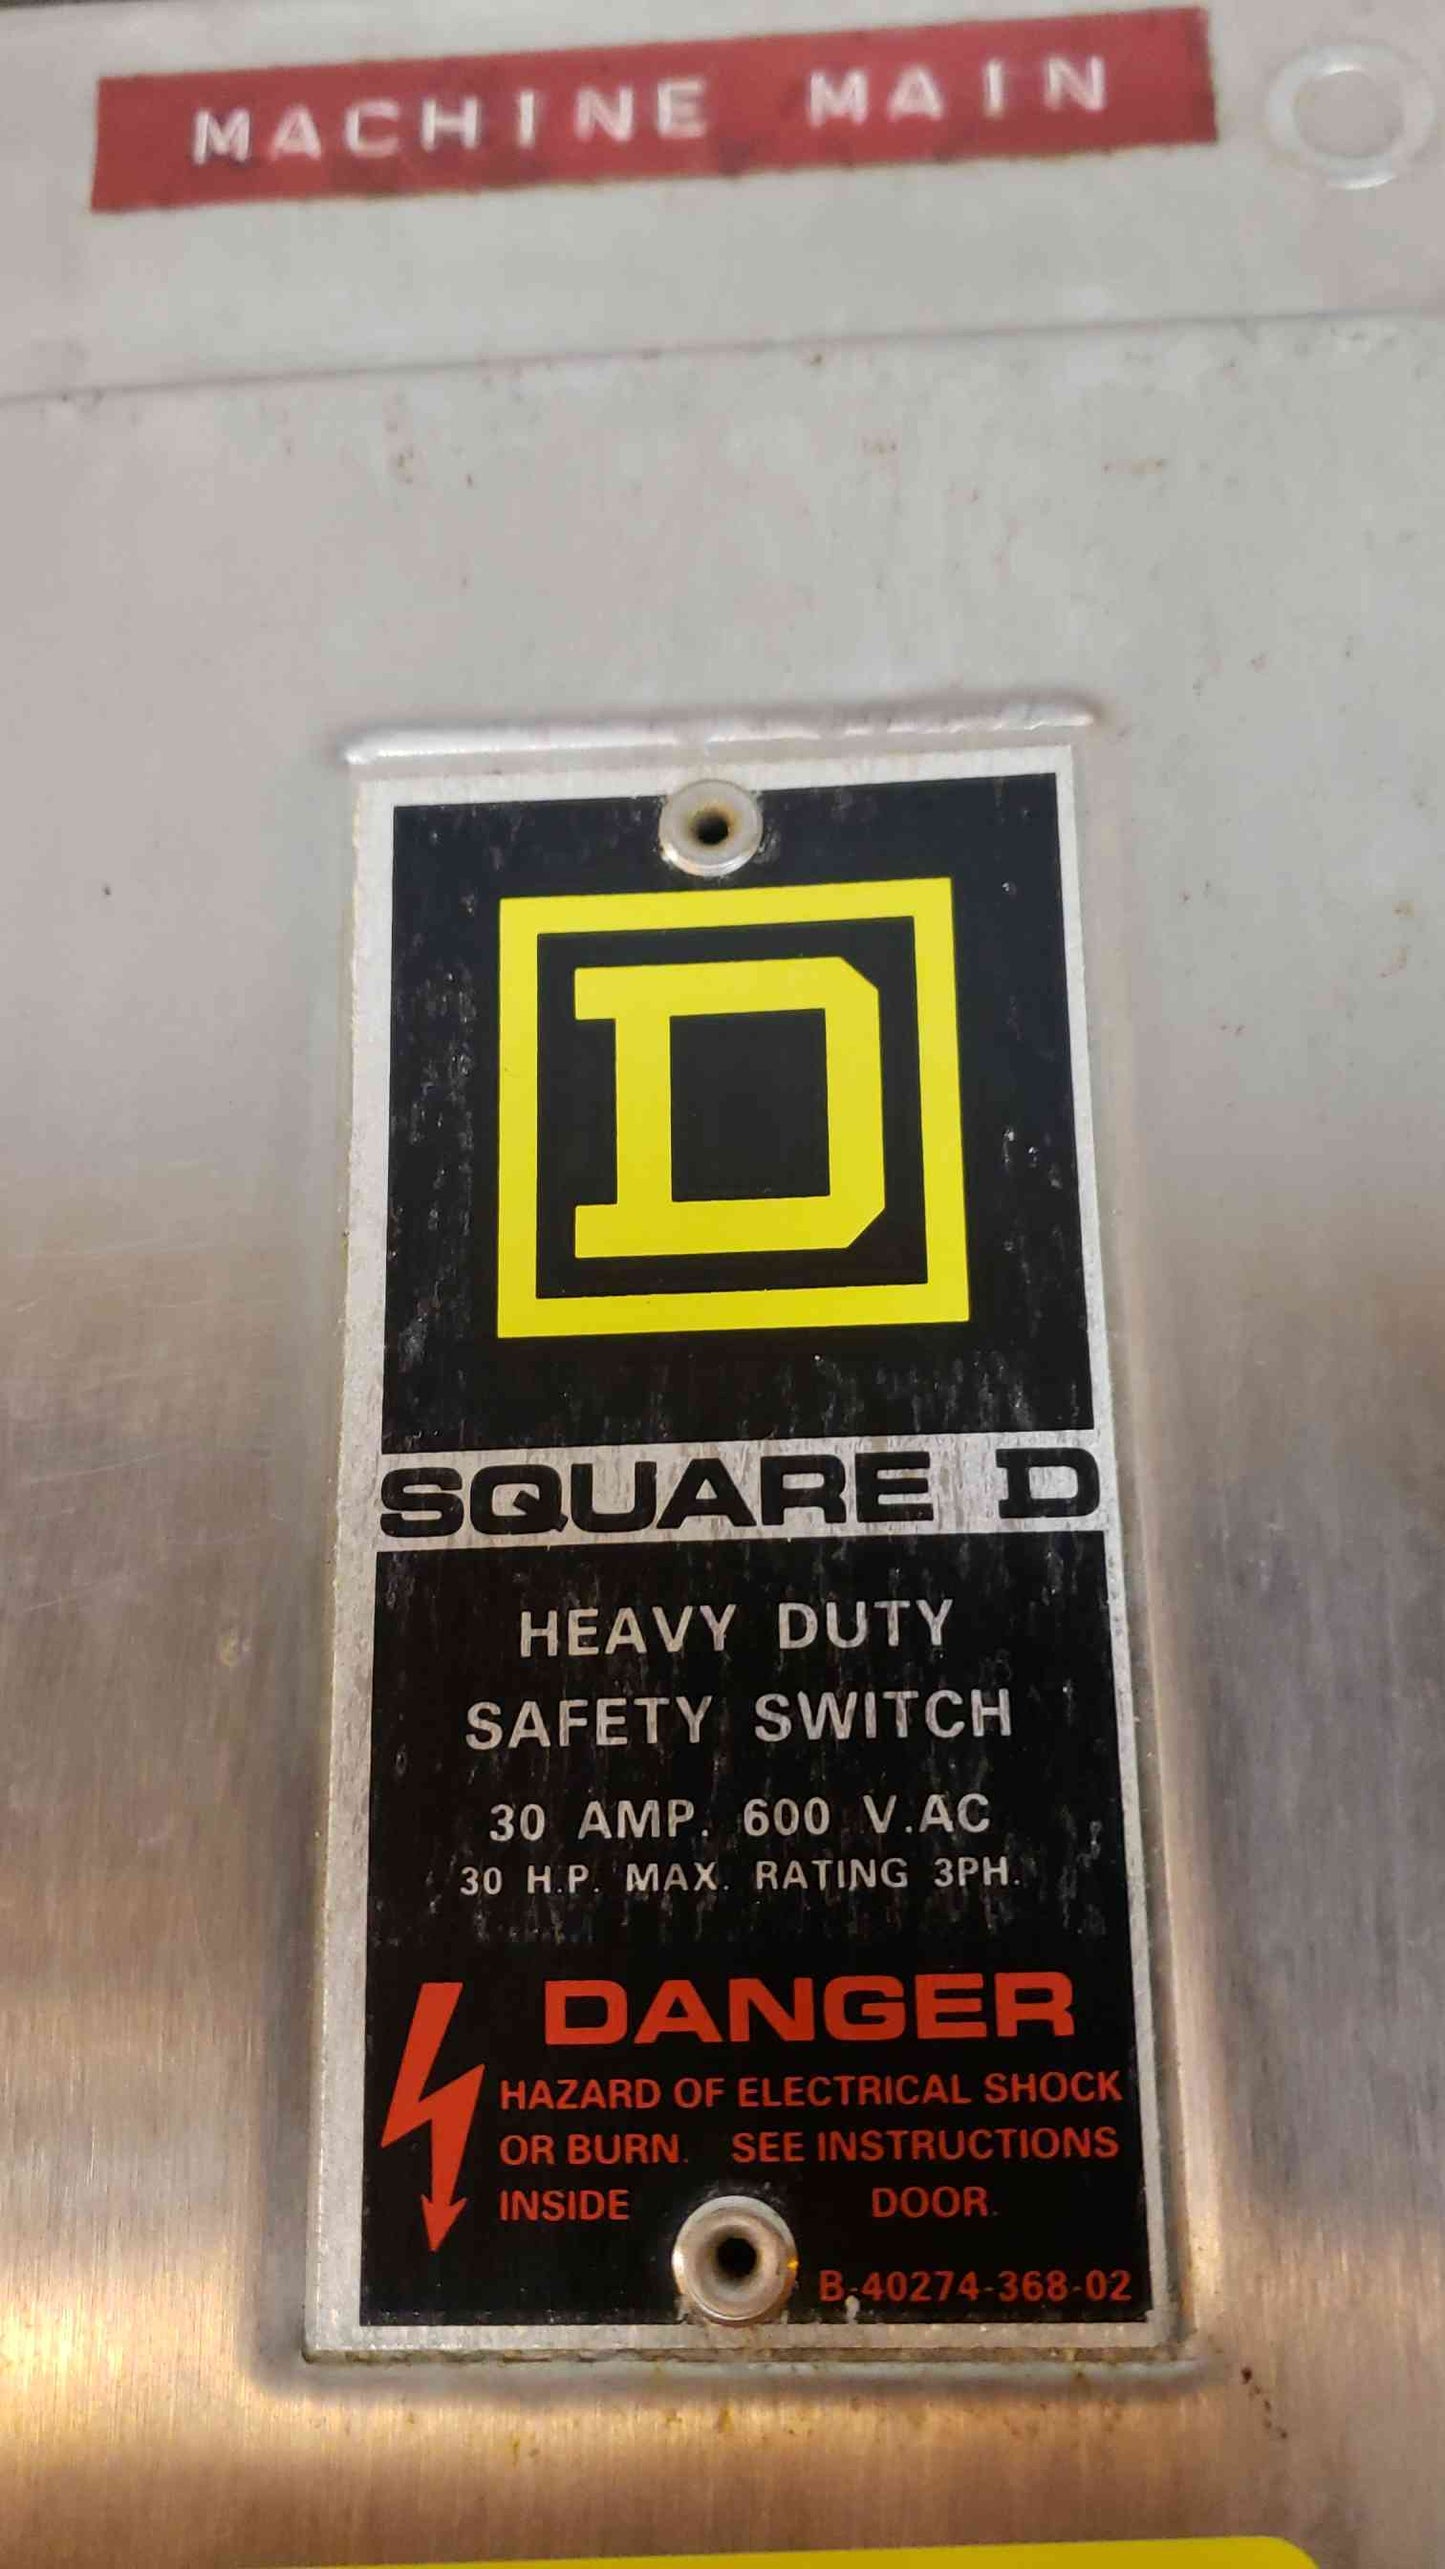 MACHINE MAIN
D
SQUARE D
HEAVY DUTY
SAFETY SWITCH
30 AMP. 600 V.AC
30 H.P. MAX. RATING 3PH.
DANGER
HAZARD OF ELECTRICAL SHOCK
OR BURN. SEE INSTRUCTIONS
INSIDE DOOR.
B-40274-368-02